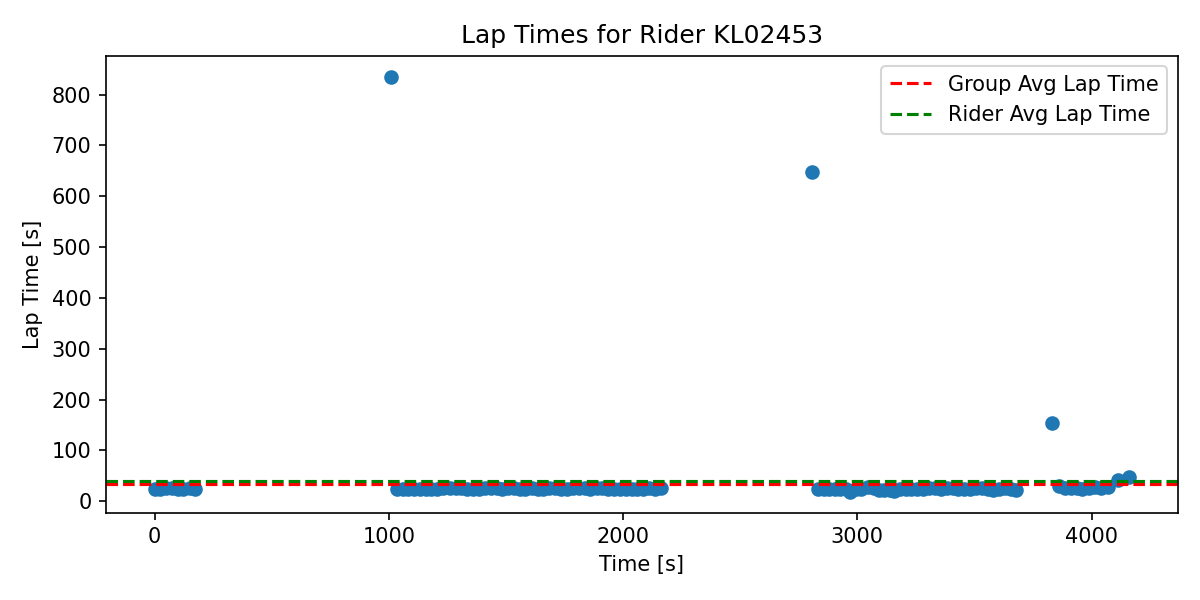 Lap Times for Rider KL02453
Group Avg Lap Time
Rider Avg Lap Time
Lap Time [s]
800
700
600
500
400
300
200
100
0
0 1000 2000 3000 4000
Time [s]